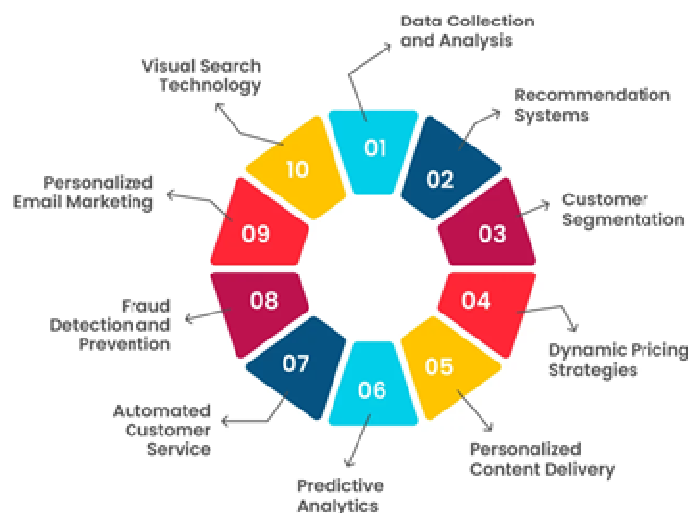 Data Collection
and Analysis
01
Recommendation
Systems
02
Customer
Segmentation
03
Dynamic Pricing
Strategies
04
Personalized
Content Delivery
05
Predictive
Analytics
06
Automated
Customer
Service
07
Fraud
Detection and
Prevention
08
Personalized
Email Marketing
09
Visual Search
Technology
10